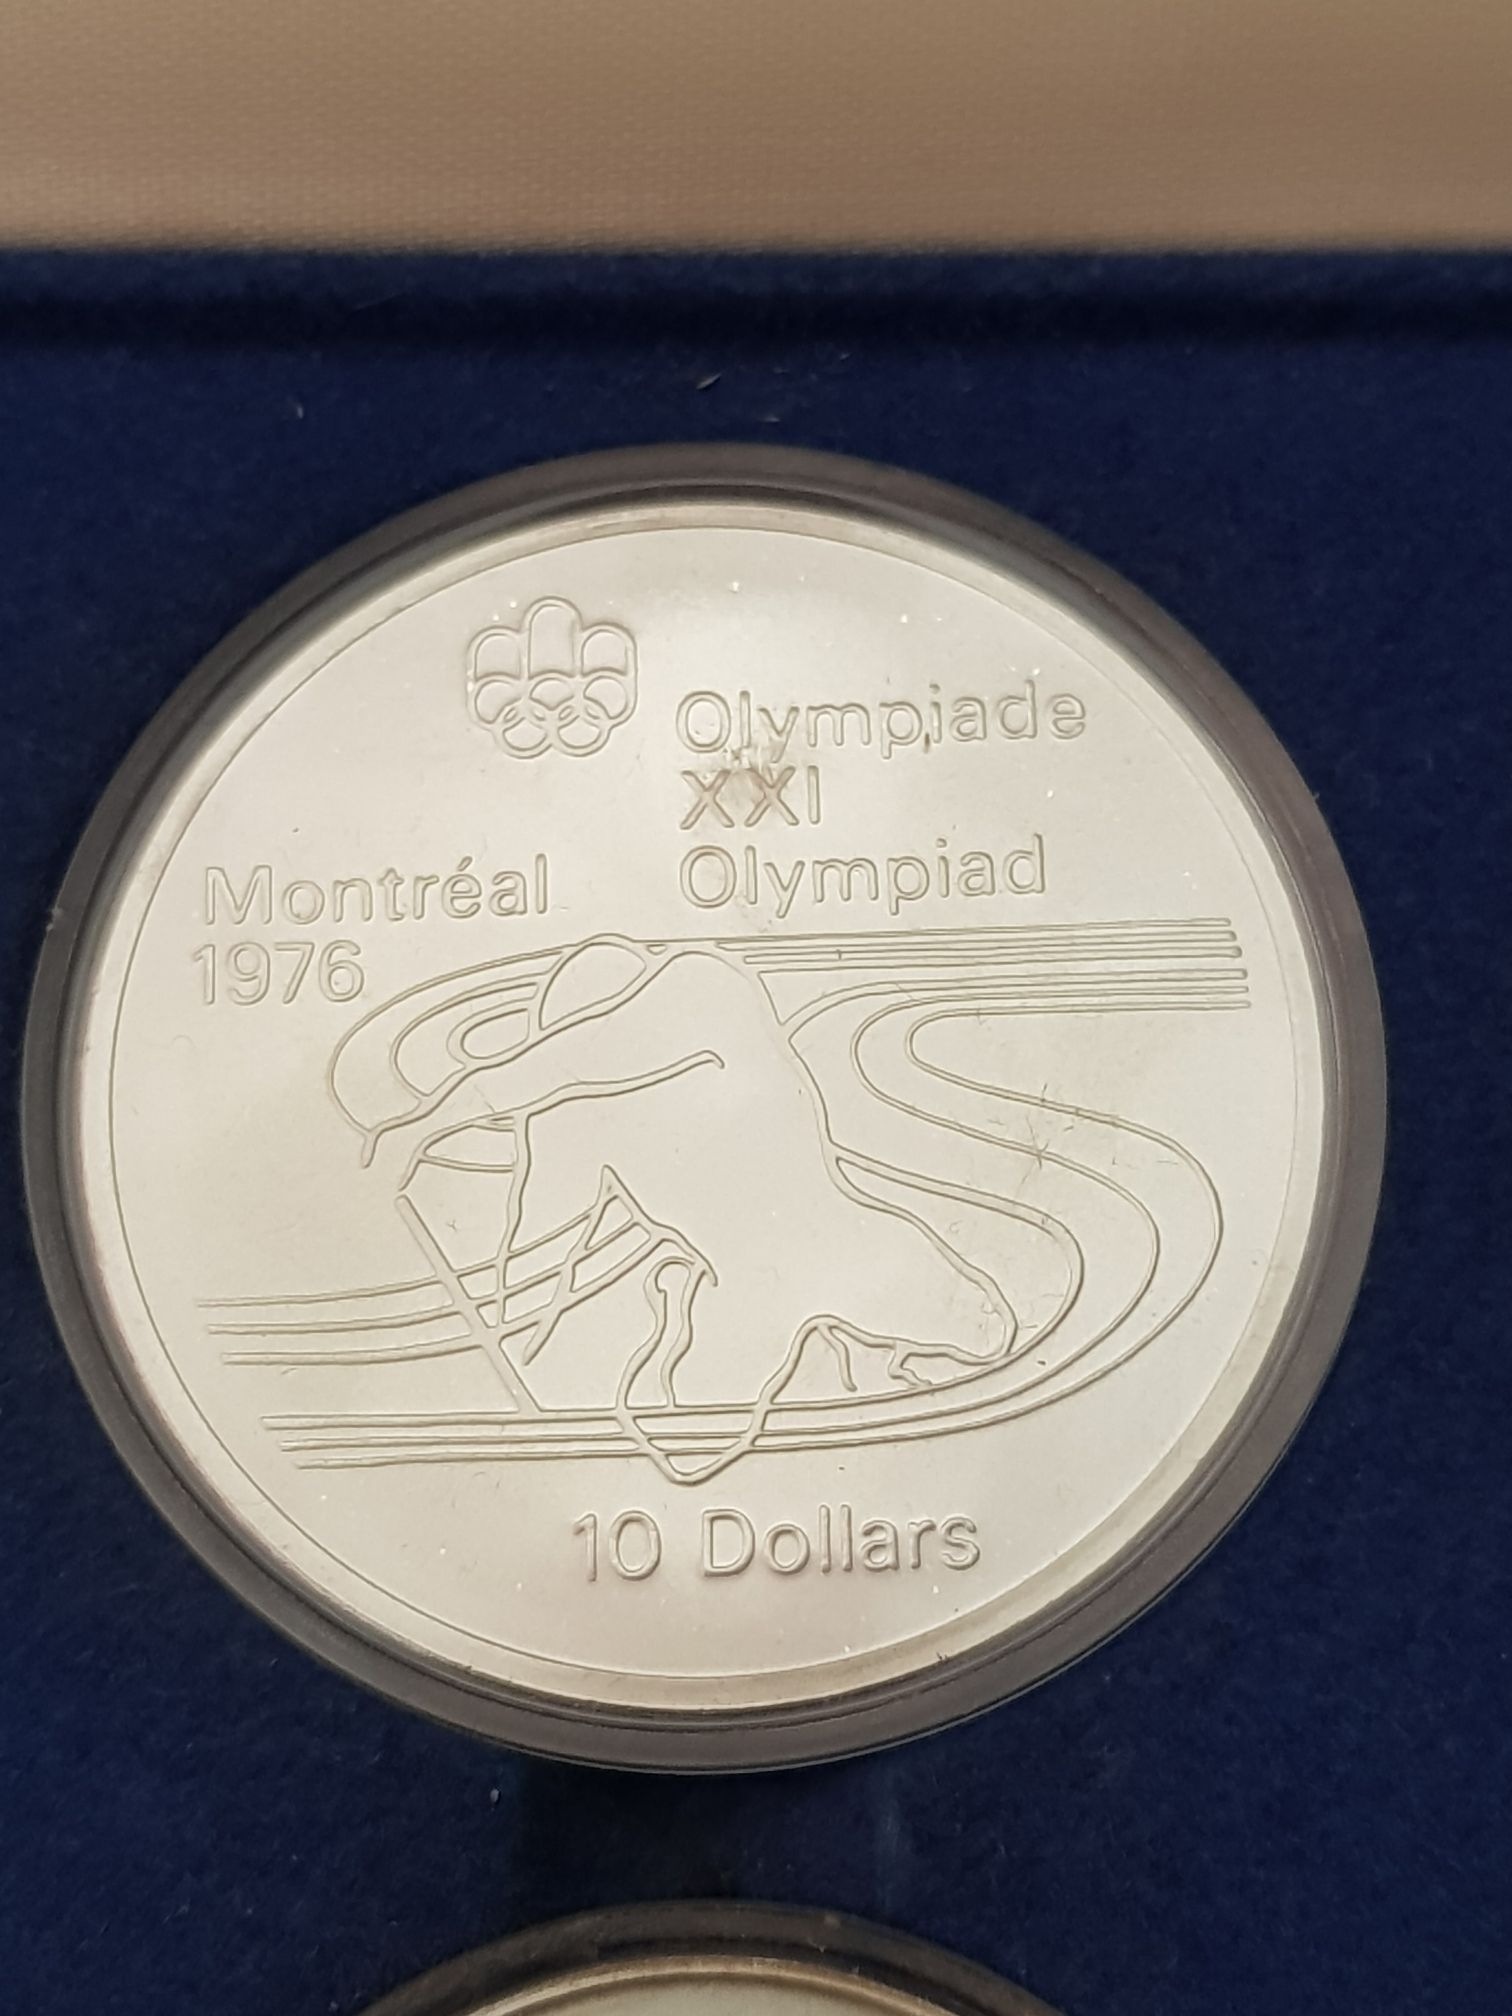 Olympiade
XXI
Olympiad
Montréal
1976
10 Dollars